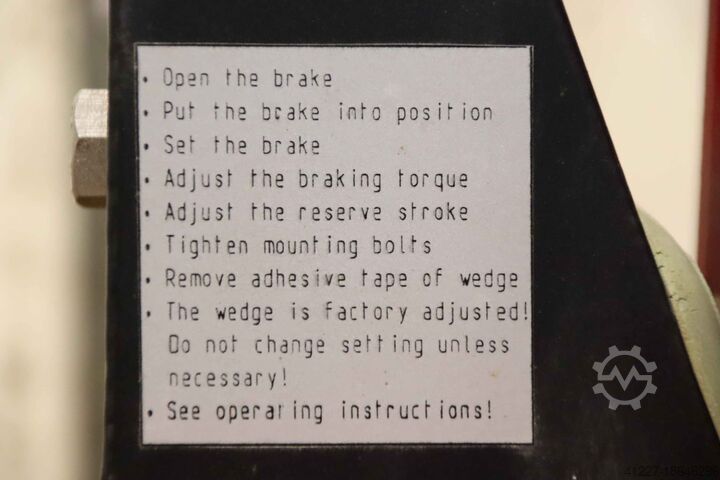 • Open the brake
• Put the brake into position
• Set the brake
• Adjust the braking torque
• Adjust the reserve stroke
• Tighten mounting bolts
• Remove adhesive tape of wedge
• The wedge is factory adjusted!
Do not change setting unless
necessary!
• See operating instructions!